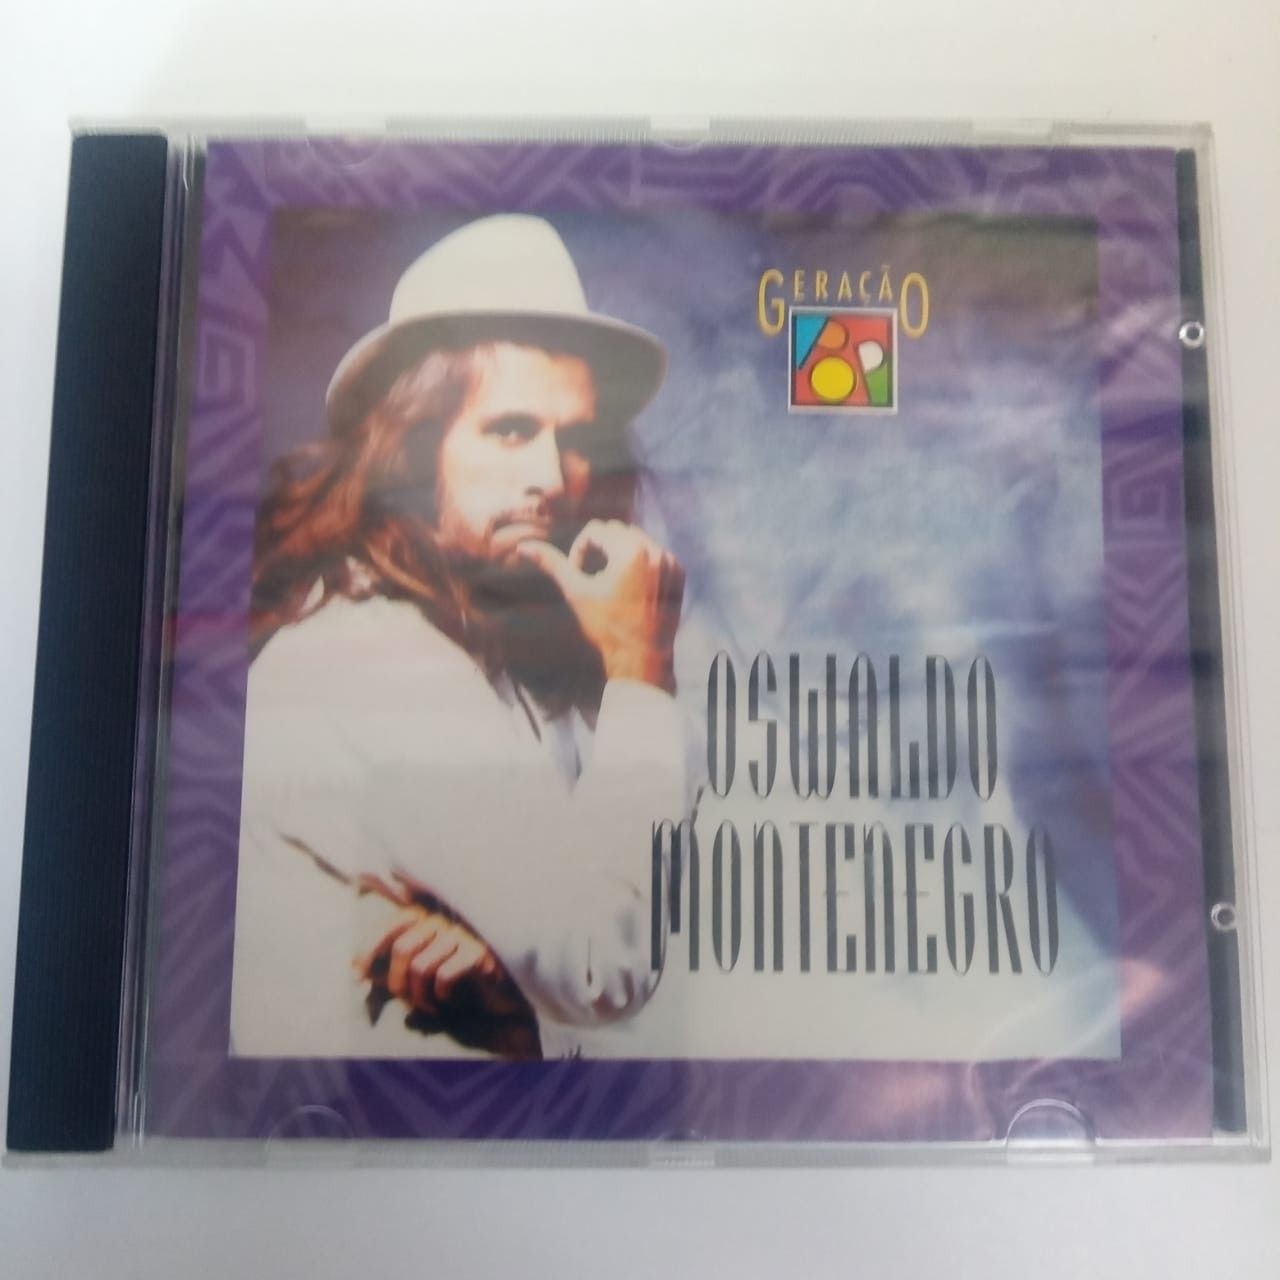 GERAÇÃO
POP
OSWALDO
MONTENEGRO